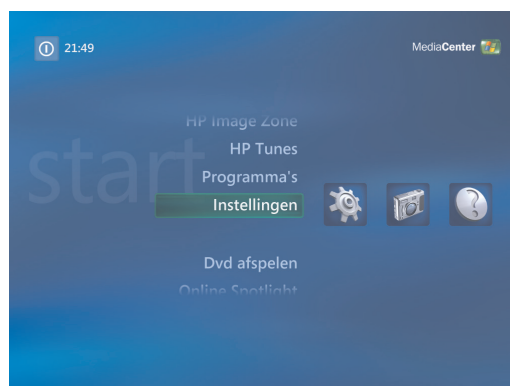 21:49
MediaCenter
start
HP Image Zone
HP Tunes
Programma's
Instellingen
Dvd afspelen
Online Spotlight